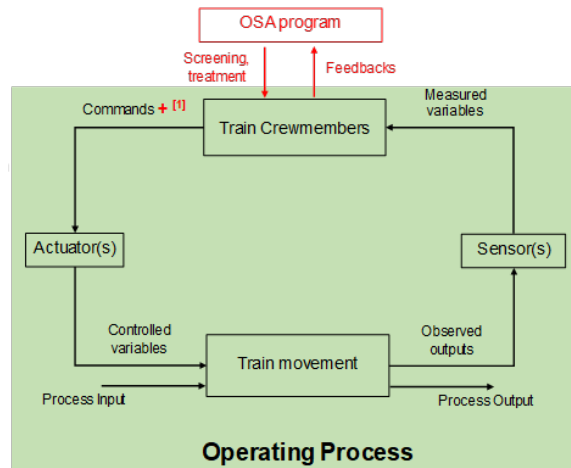 OSA program
Screening,
treatment
Feedbacks
Commands + [1]
Measured
variables
Train Crewmembers
Actuator(s)
Sensor(s)
Controlled
variables
Observed
outputs
Train movement
Process Input
Process Output
Operating Process